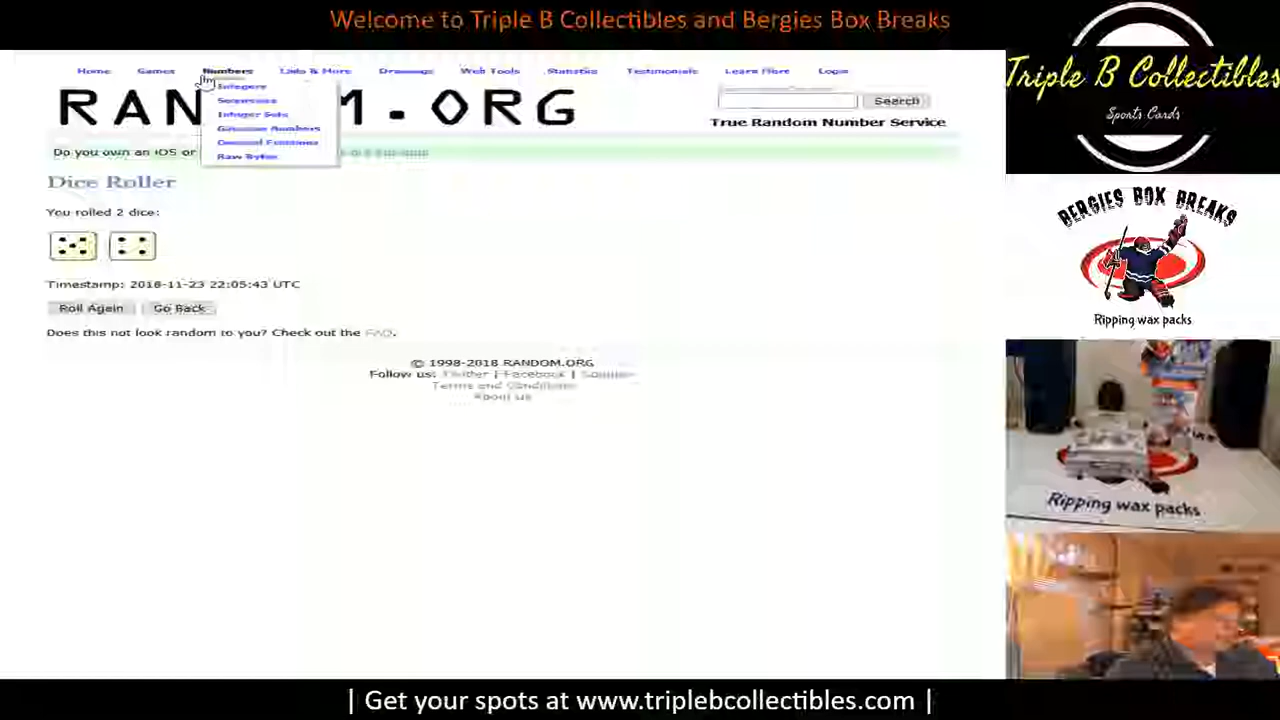 Welcome to Triple B Collectibles and Bergies Box Breaks
Home Games Numbers Lists & More Drawings Web Tools Statistics Testimonials Learn More Login
Integers
Sequences
Integer Sets
Gaussian Numbers
Decimal Fractions
Raw Bytes
RAN M.ORG
Search
True Random Number Service
Do you own an iOS or
Dice Roller
You rolled 2 dice:
Timestamp: 2018-11-23 22:05:43 UTC
Roll Again Go Back
Does this not look random to you? Check out the FAQ.
© 1998-2018 RANDOM.ORG
Follow us: Twitter | Facebook |
Terms and Conditions
About us
Triple B Collectibles
Sports Cards
BERGIES BOX BREAKS
Ripping wax packs
Ripping wax packs
| Get your spots at www.triplebcollectibles.com |